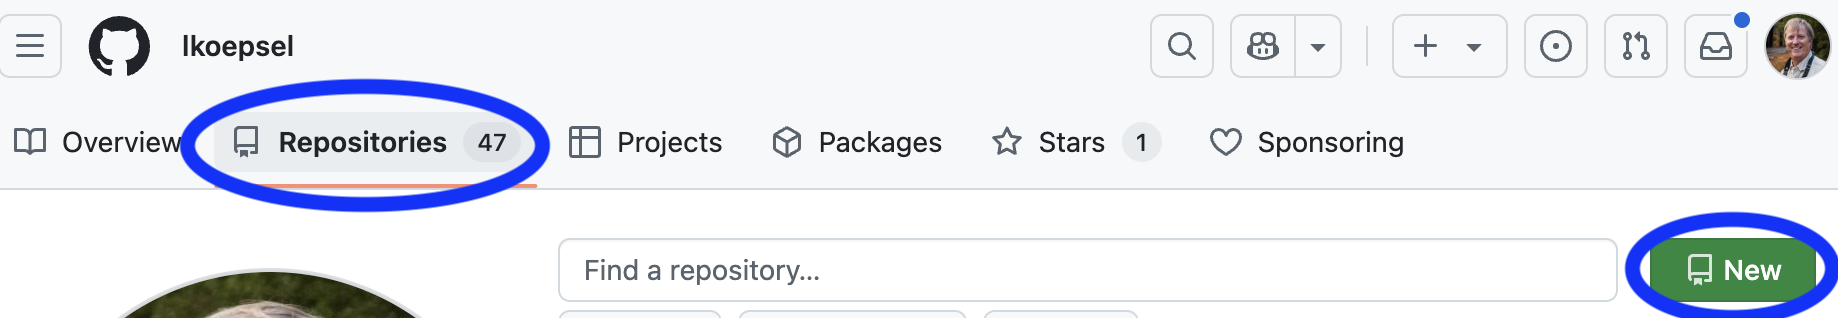 lkoepsel
Overview Repositories 47 Projects Packages Stars 1 Sponsoring
Find a repository... New